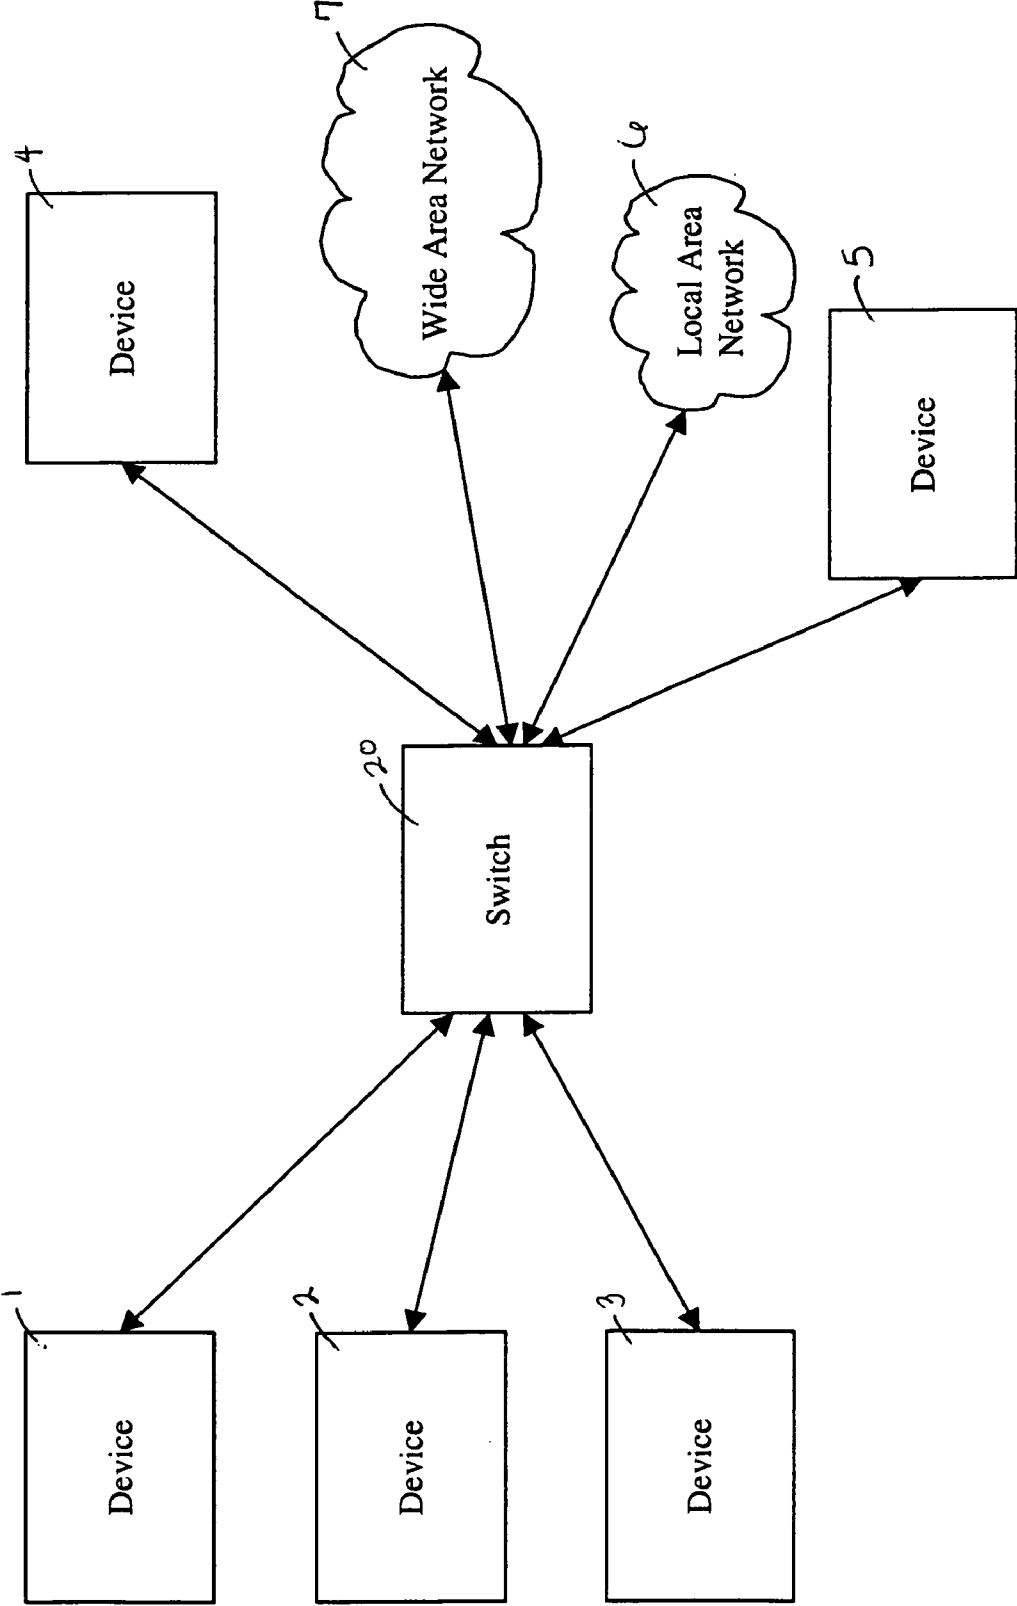 1
Device
2
Device
3
Device
20
Switch
4
Device
7
Wide Area Network
6
Local Area
Network
5
Device